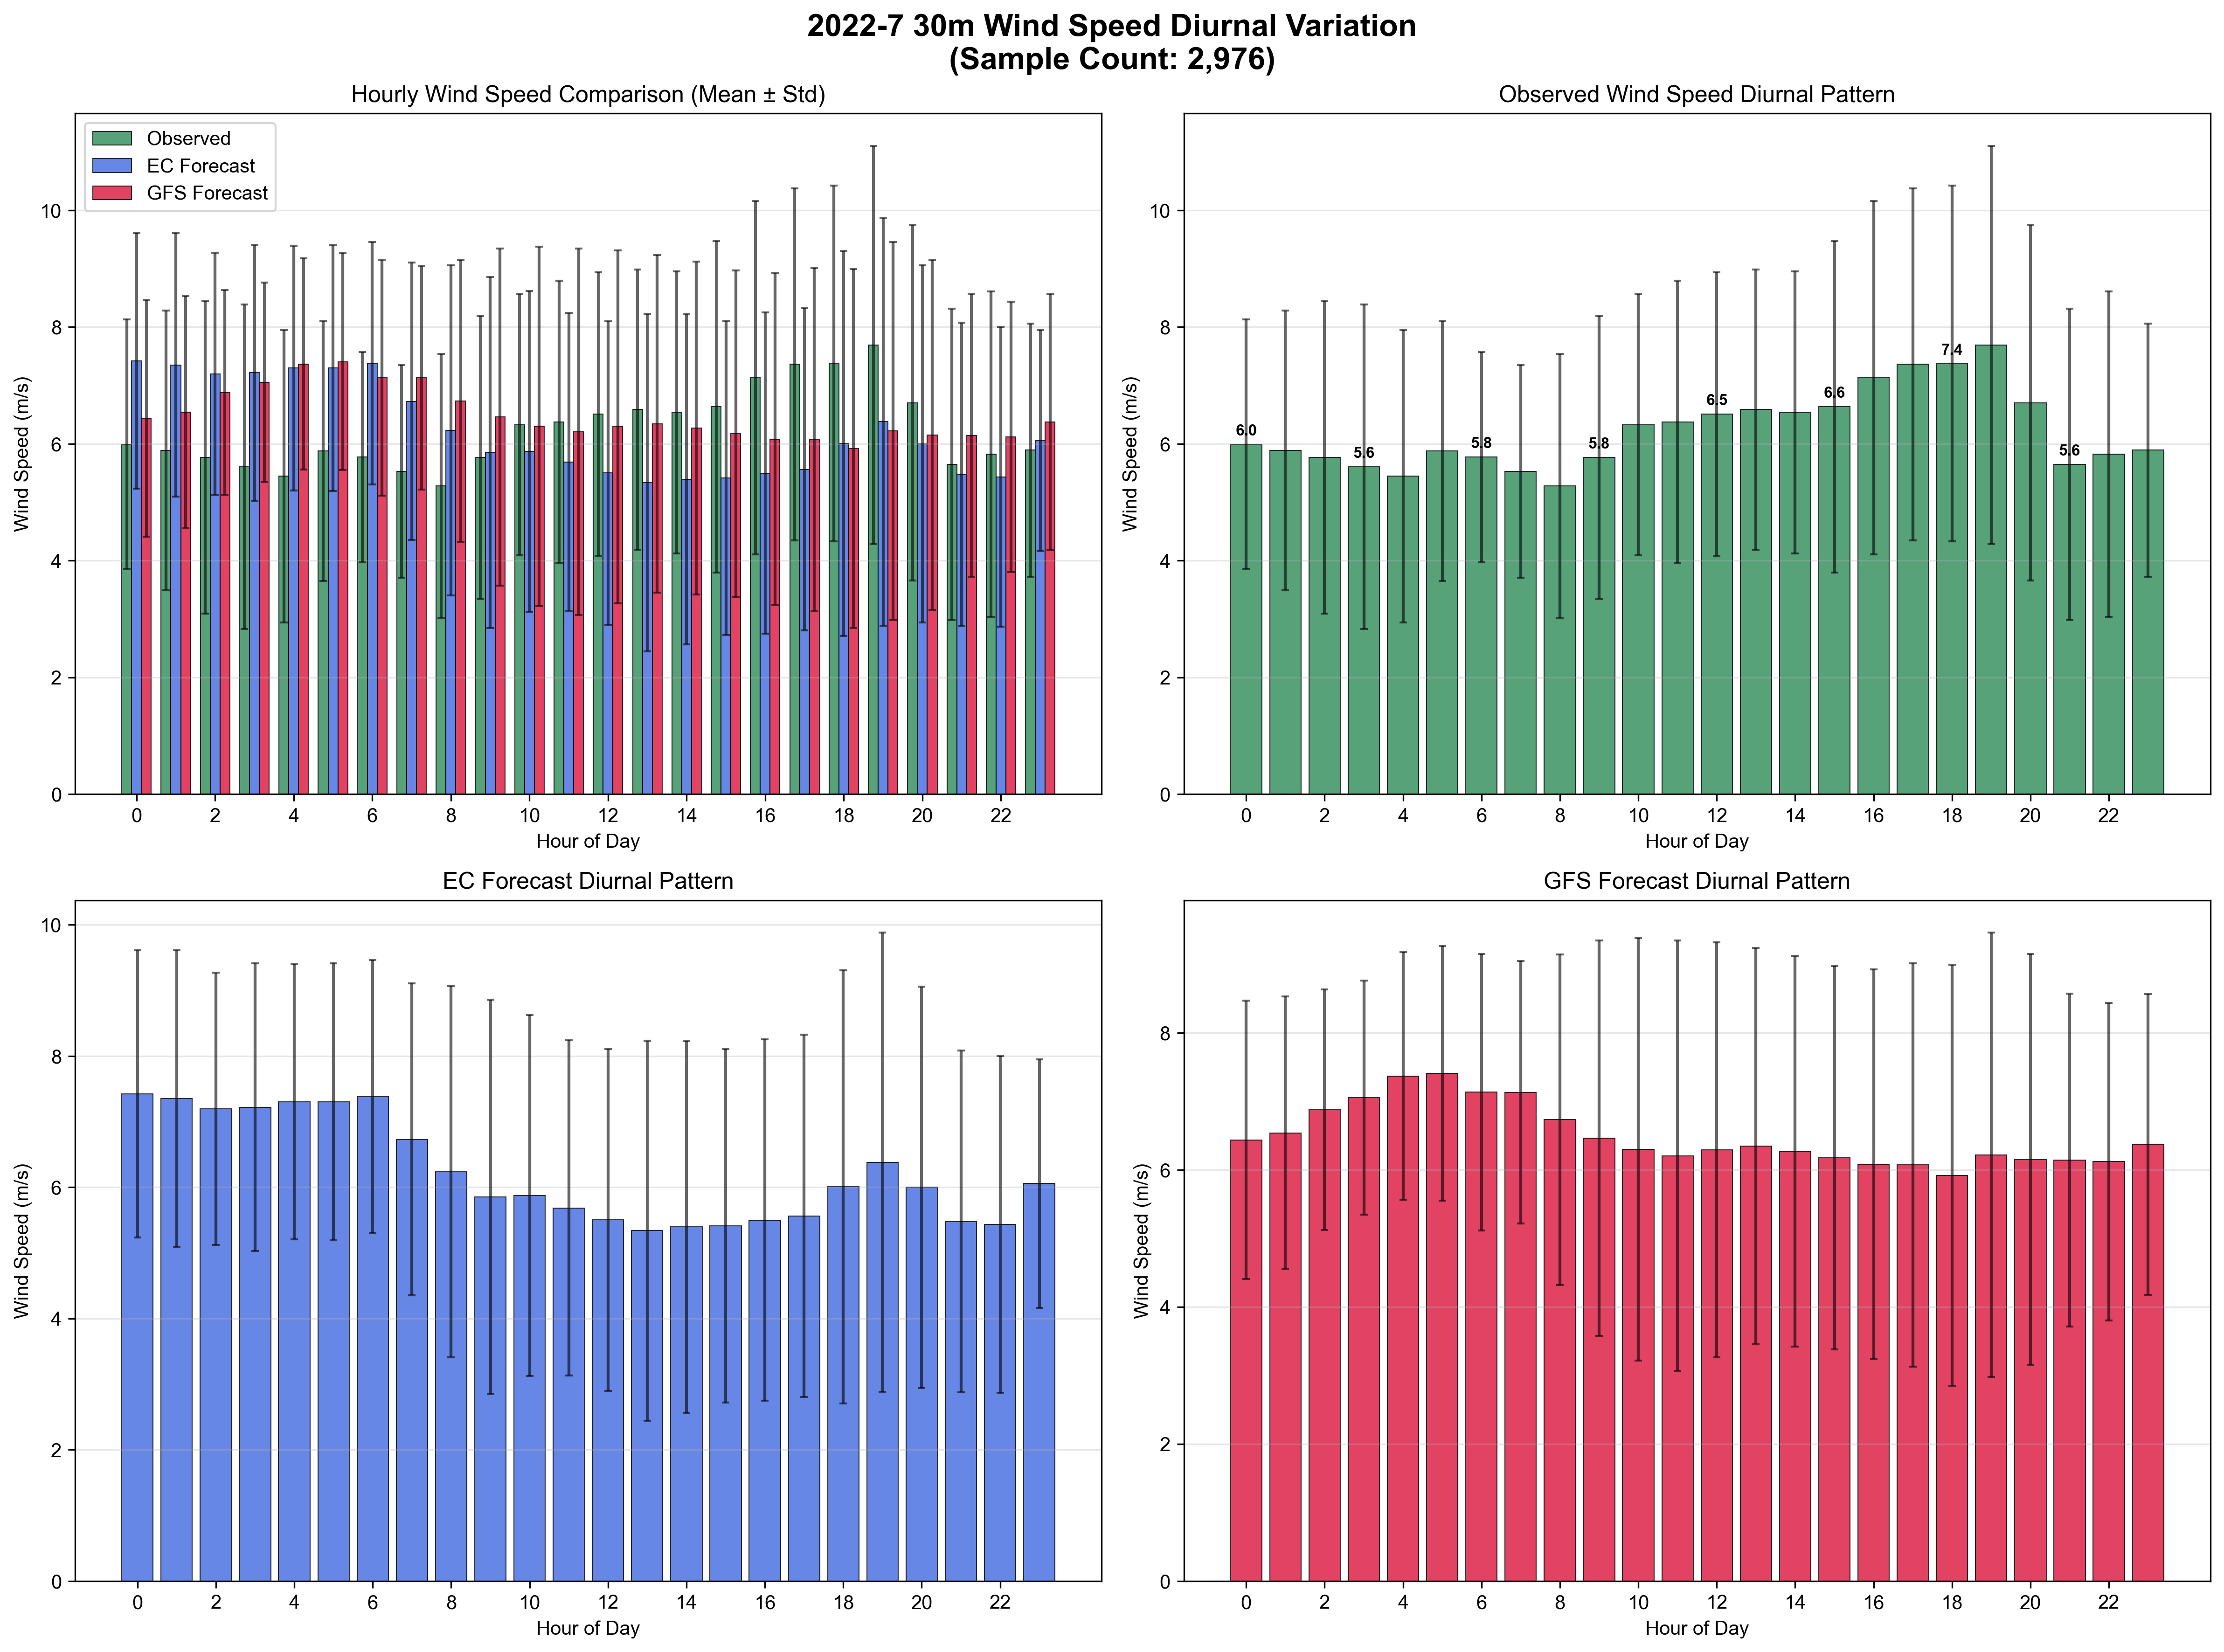 2022-7 30m Wind Speed Diurnal Variation
(Sample Count: 2,976)
Hourly Wind Speed Comparison (Mean ± Std)
Observed
EC Forecast
GFS Forecast
10
8
6
4
2
0
Wind Speed (m/s)
0 2 4 6 8 10 12 14 16 18 20 22
Hour of Day
Observed Wind Speed Diurnal Pattern
10
8
6
4
2
0
Wind Speed (m/s)
6.0 5.6 5.8 5.8 6.5 6.6 7.4 5.6
0 2 4 6 8 10 12 14 16 18 20 22
Hour of Day
EC Forecast Diurnal Pattern
10
8
6
4
2
0
Wind Speed (m/s)
0 2 4 6 8 10 12 14 16 18 20 22
Hour of Day
GFS Forecast Diurnal Pattern
8
6
4
2
0
Wind Speed (m/s)
0 2 4 6 8 10 12 14 16 18 20 22
Hour of Day